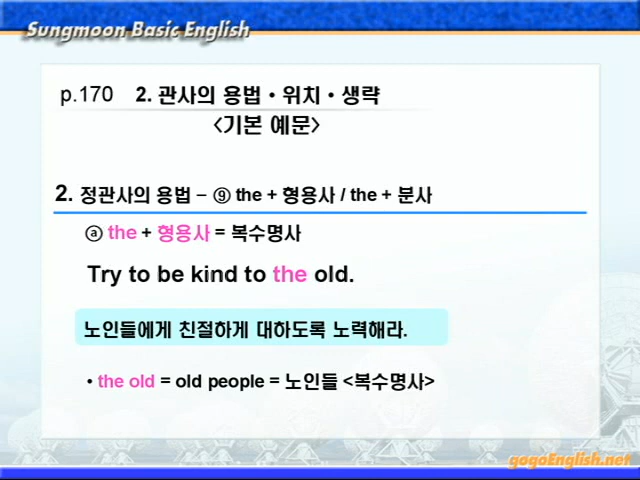 Sungmoon Basic English
p.170 2. 관사의 용법 • 위치 • 생략
<기본 예문>
2. 정관사의 용법 – ⑨ the + 형용사 / the + 분사
ⓐ the + 형용사 = 복수명사
Try to be kind to the old.
노인들에게 친절하게 대하도록 노력해라.
• the old = old people = 노인들 <복수명사>
gogoEnglish.net